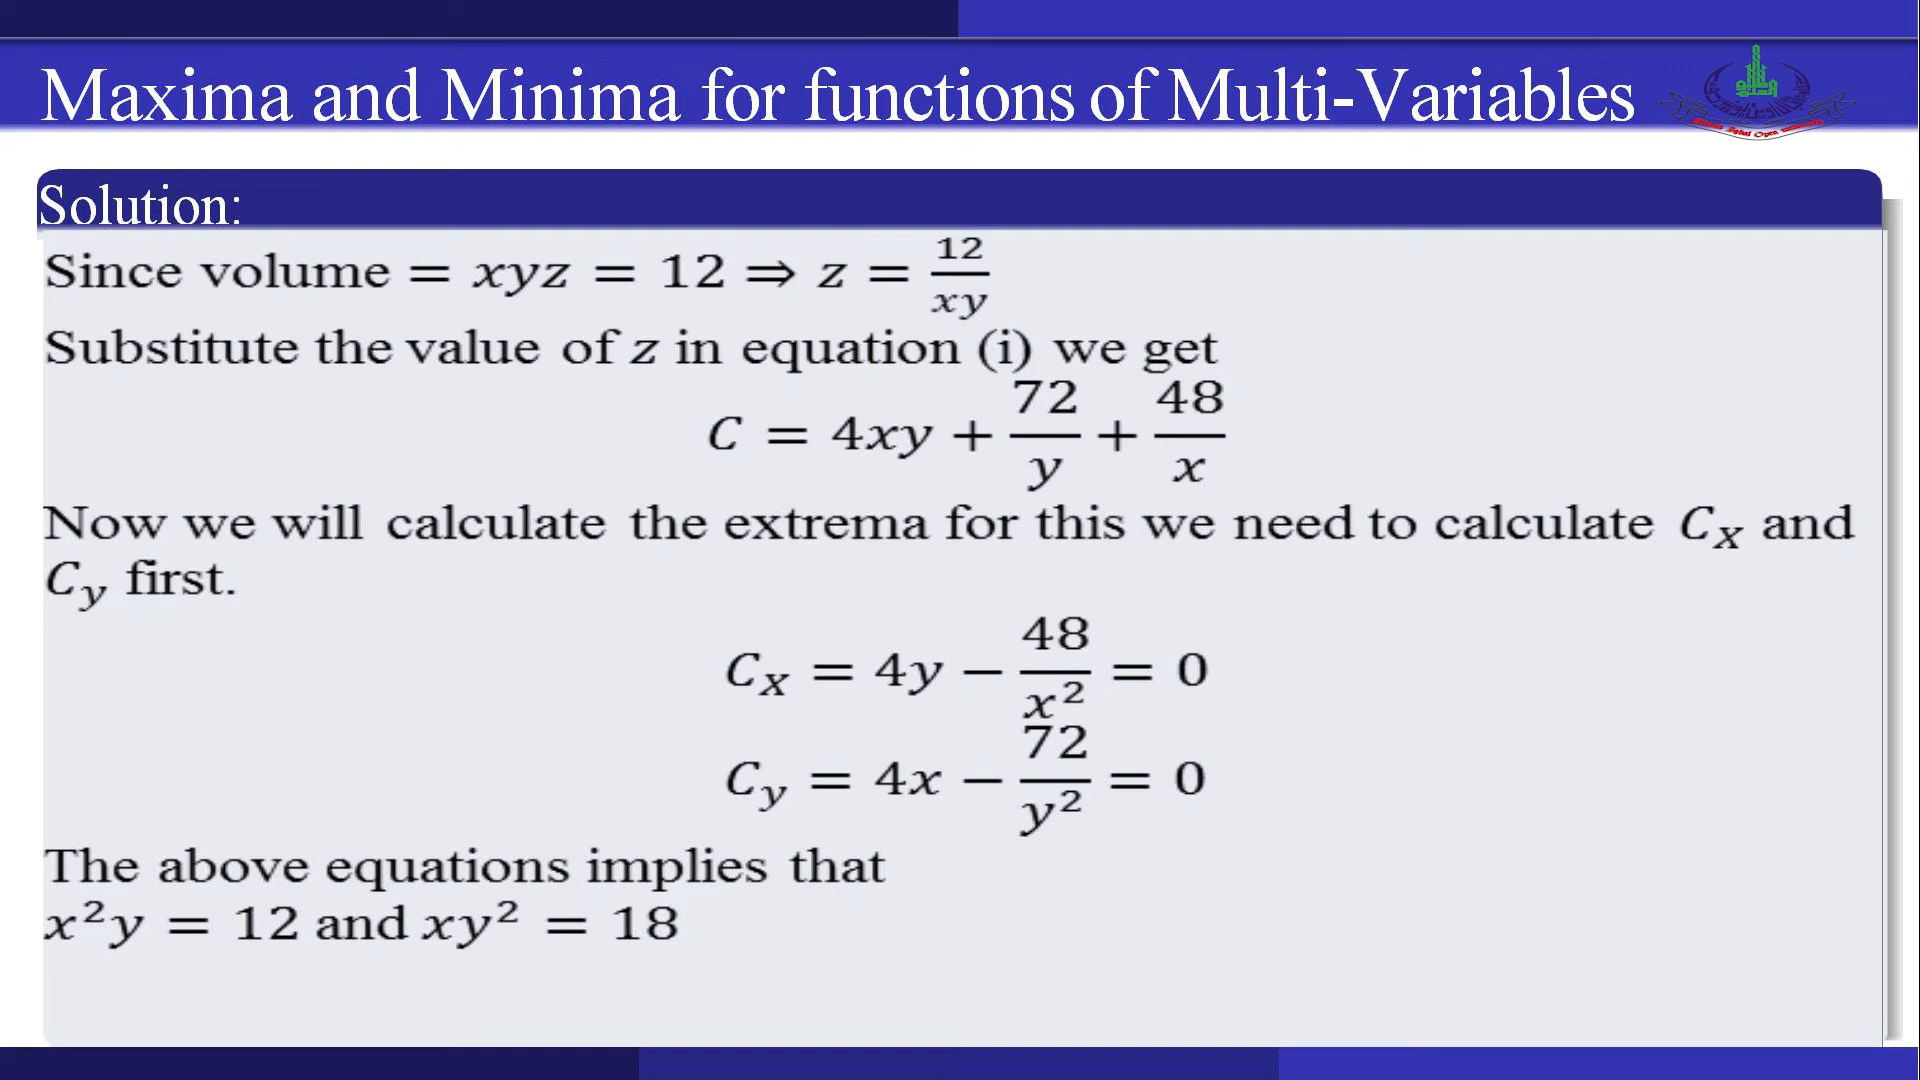 Maxima and Minima for functions of Multi-Variables
Solution:
Since volume = xyz = 12 ⇒ z = 12/xy
Substitute the value of z in equation (i) we get
C = 4xy + 72/y + 48/x
Now we will calculate the extrema for this we need to calculate Cₓ and
C_y first.
Cₓ = 4y − 48/x² = 0
C_y = 4x − 72/y² = 0
The above equations implies that
x²y = 12 and xy² = 18